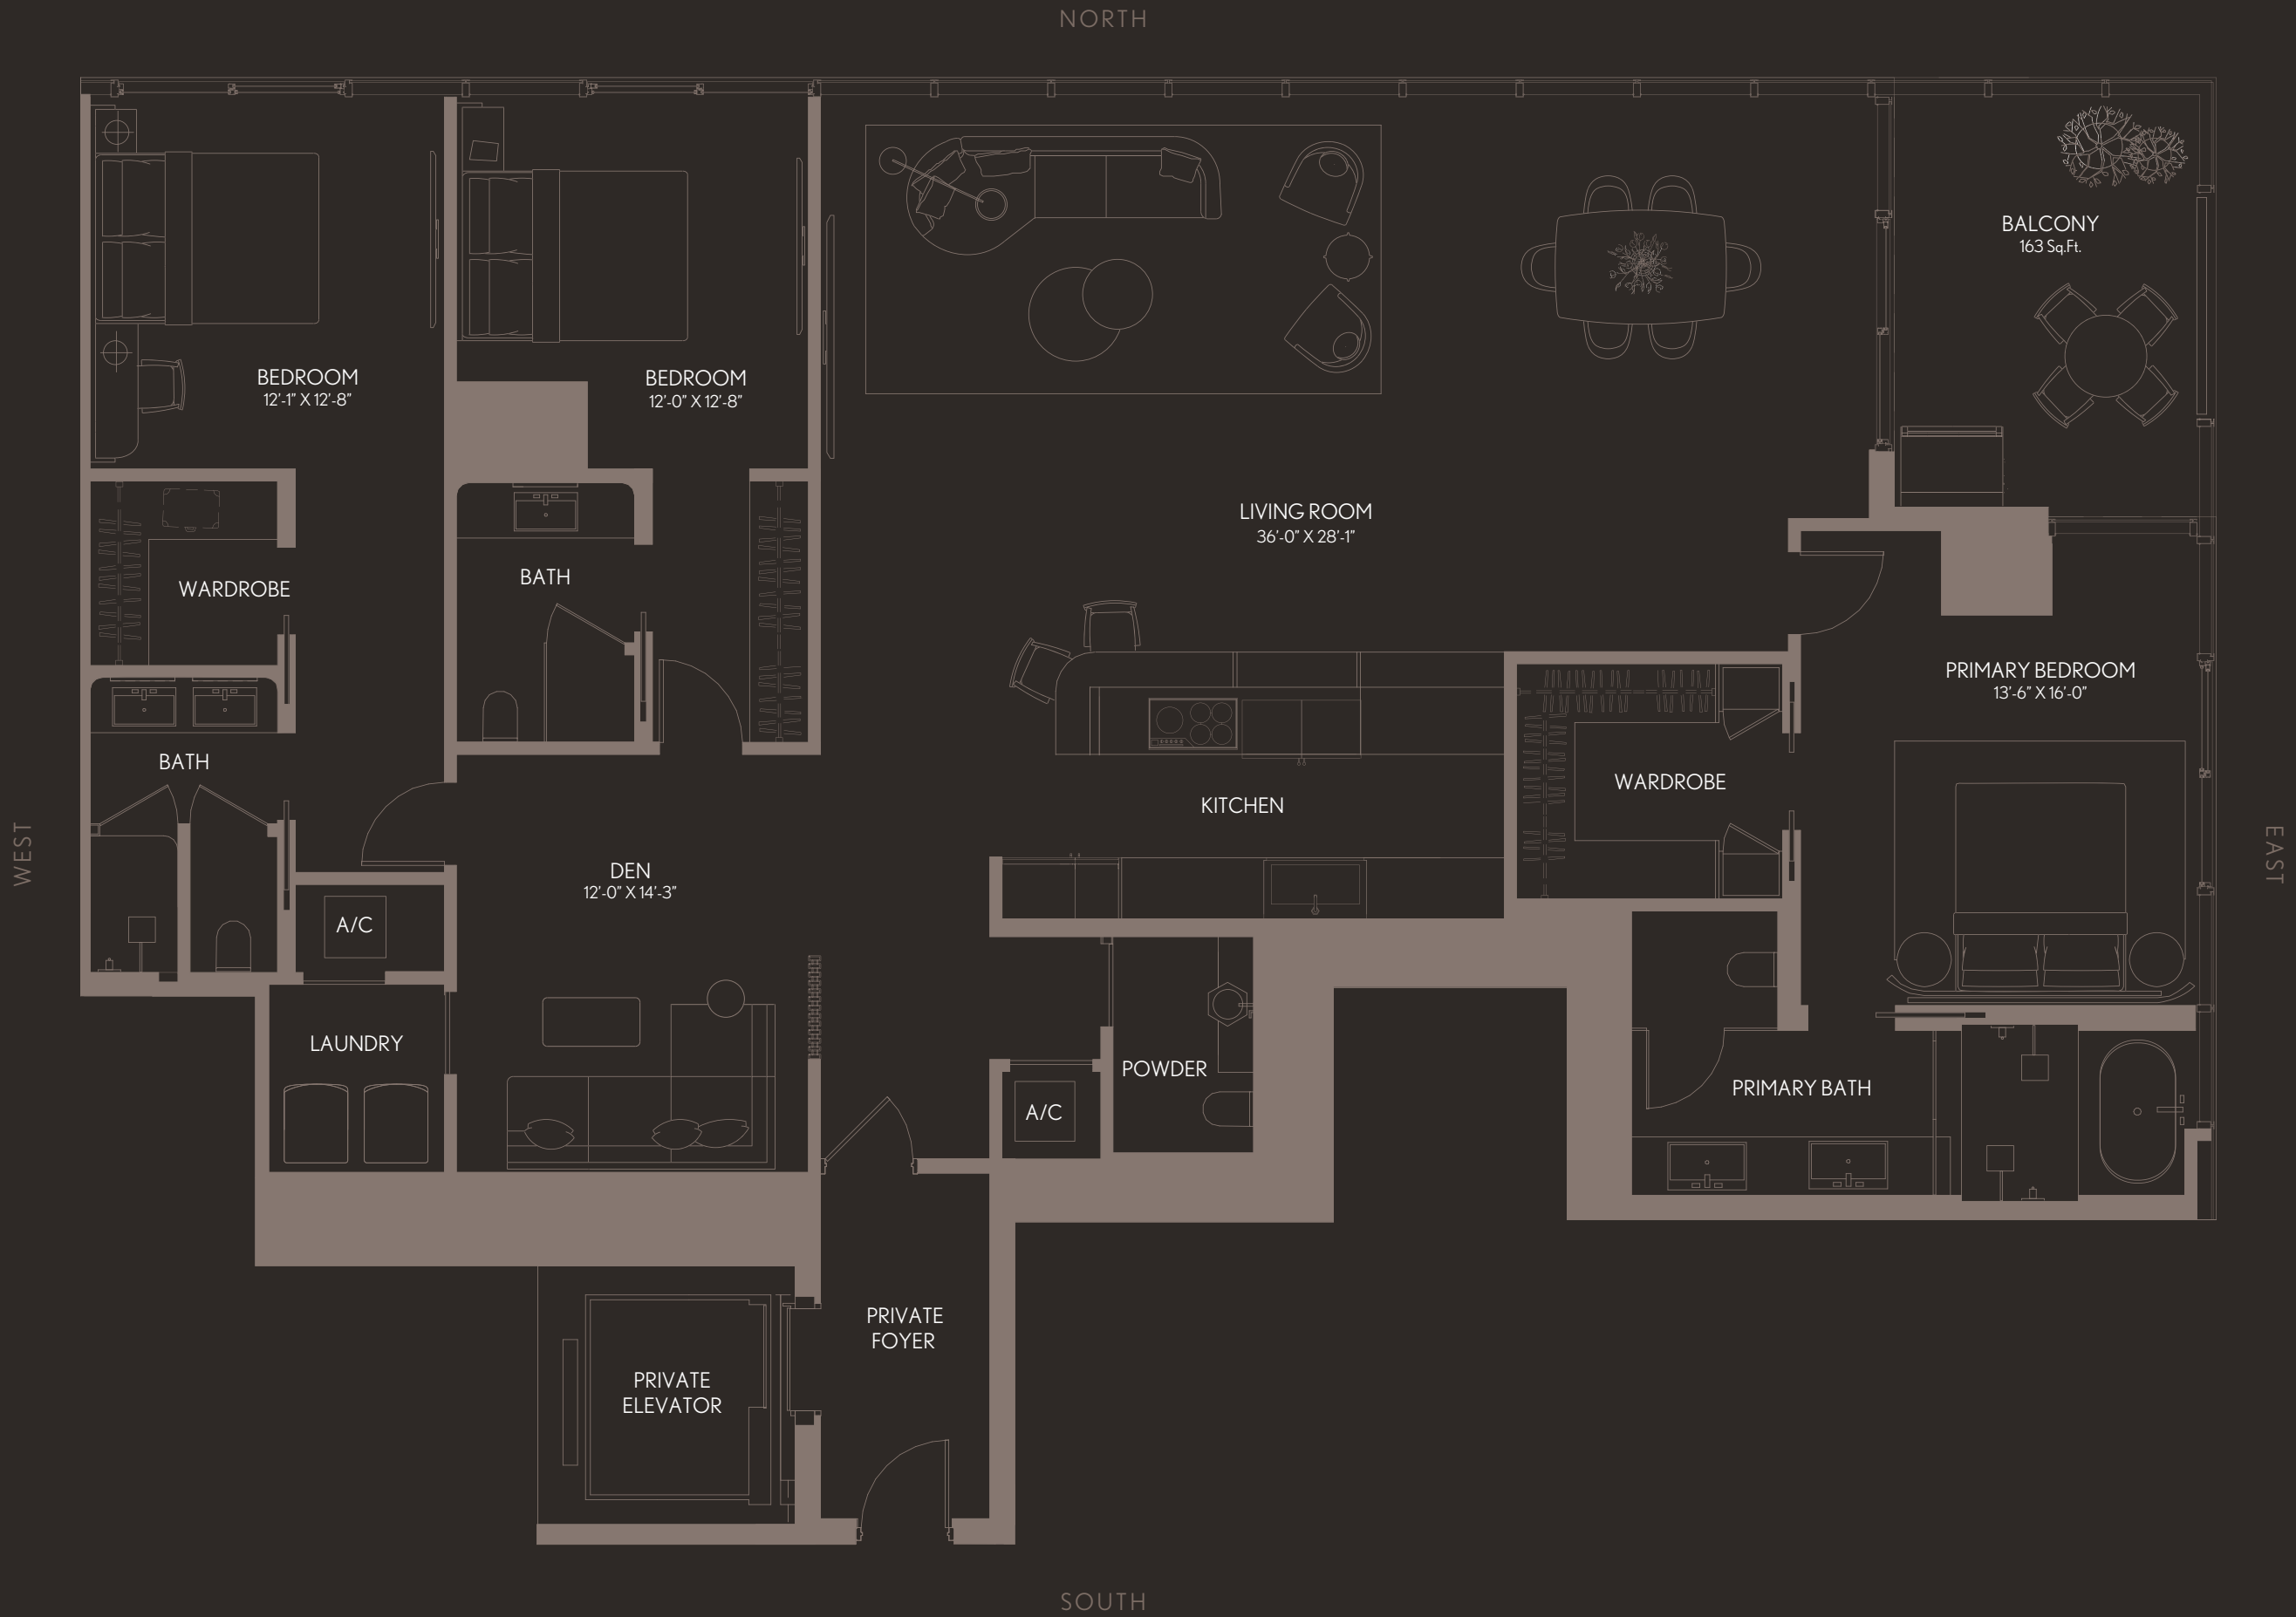 NORTH
BALCONY
163 Sq.Ft.
BEDROOM
12'-1" X 12'-8"
BEDROOM
12'-0" X 12'-8"
LIVING ROOM
36'-0" X 28'-1"
WARDROBE
BATH
PRIMARY BEDROOM
13'-6" X 16'-0"
BATH
WARDROBE
KITCHEN
WEST
EAST
DEN
12'-0" X 14'-3"
A/C
LAUNDRY
POWDER
PRIMARY BATH
A/C
PRIVATE
FOYER
PRIVATE
ELEVATOR
SOUTH